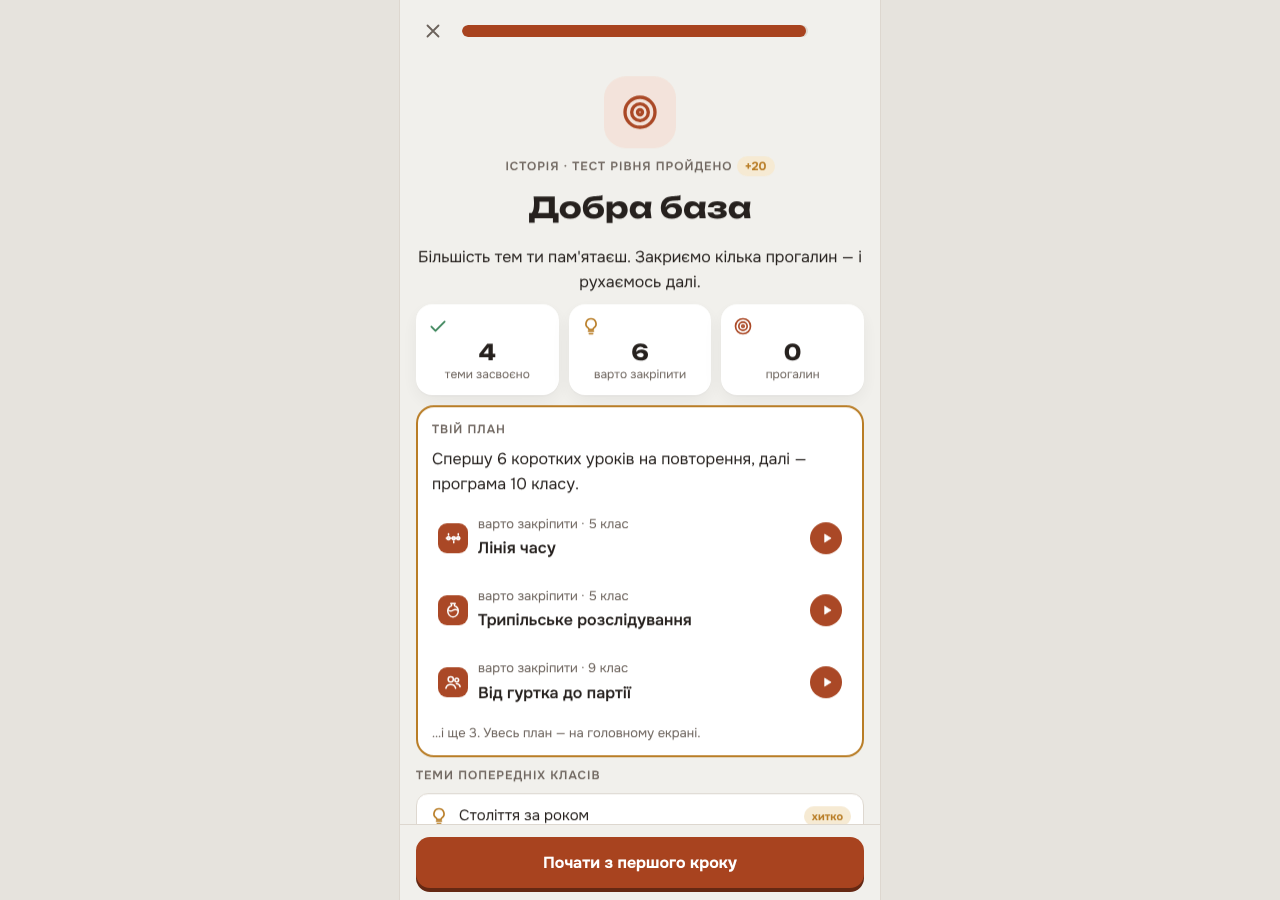 ІСТОРІЯ · ТЕСТ РІВНЯ ПРОЙДЕНО +20
Добра база
Більшість тем ти пам'ятаєш. Закриємо кілька прогалин — і
рухаємось далі.
4
теми засвоєно
6
варто закріпити
0
прогалин
ТВІЙ ПЛАН
Спершу 6 коротких уроків на повторення, далі —
програма 10 класу.
варто закріпити · 5 клас
Лінія часу
варто закріпити · 5 клас
Трипільське розслідування
варто закріпити · 9 клас
Від гуртка до партії
...і ще 3. Увесь план — на головному екрані.
ТЕМИ ПОПЕРЕДНІХ КЛАСІВ
Століття за роком
хитко
Почати з першого кроку